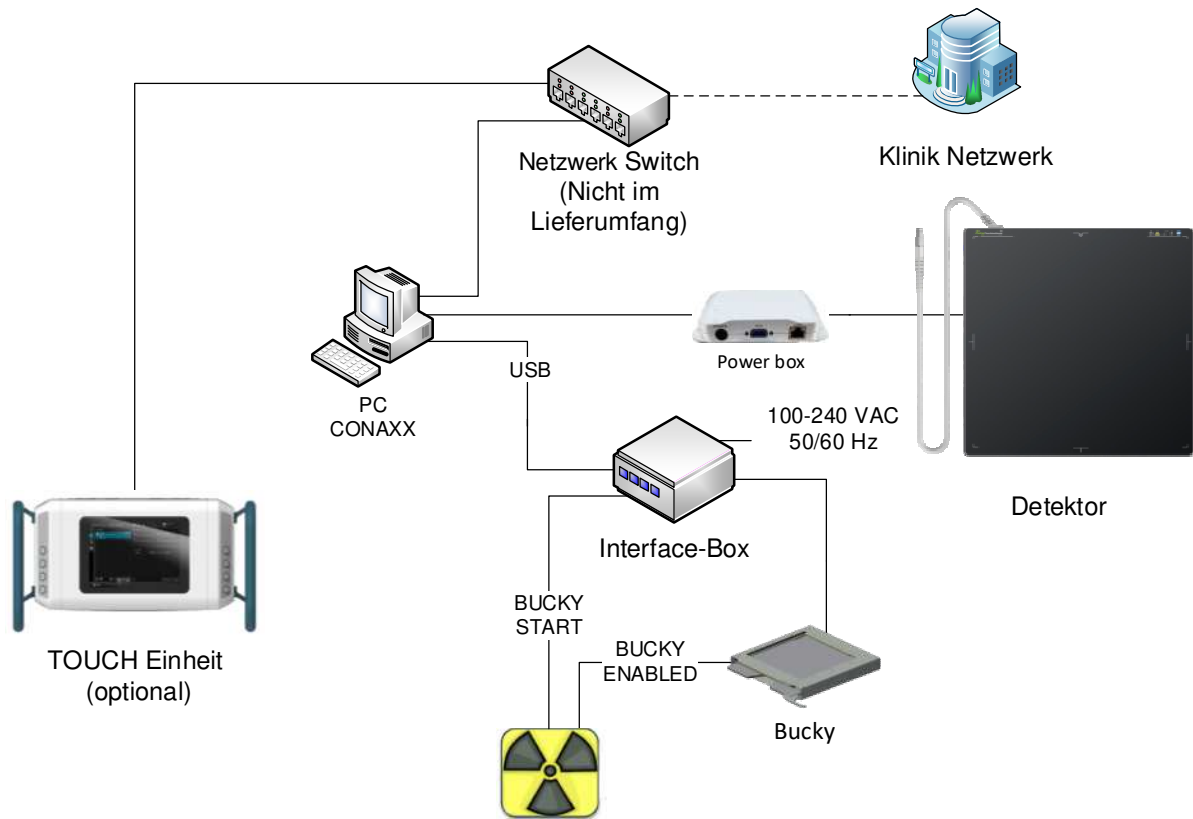 Netzwerk Switch
(Nicht im
Lieferumfang)
Klinik Netzwerk
Power box
USB
PC
CONAXX
100-240 VAC
50/60 Hz
Detektor
Interface-Box
BUCKY
START
BUCKY
ENABLED
TOUCH Einheit
(optional)
Bucky